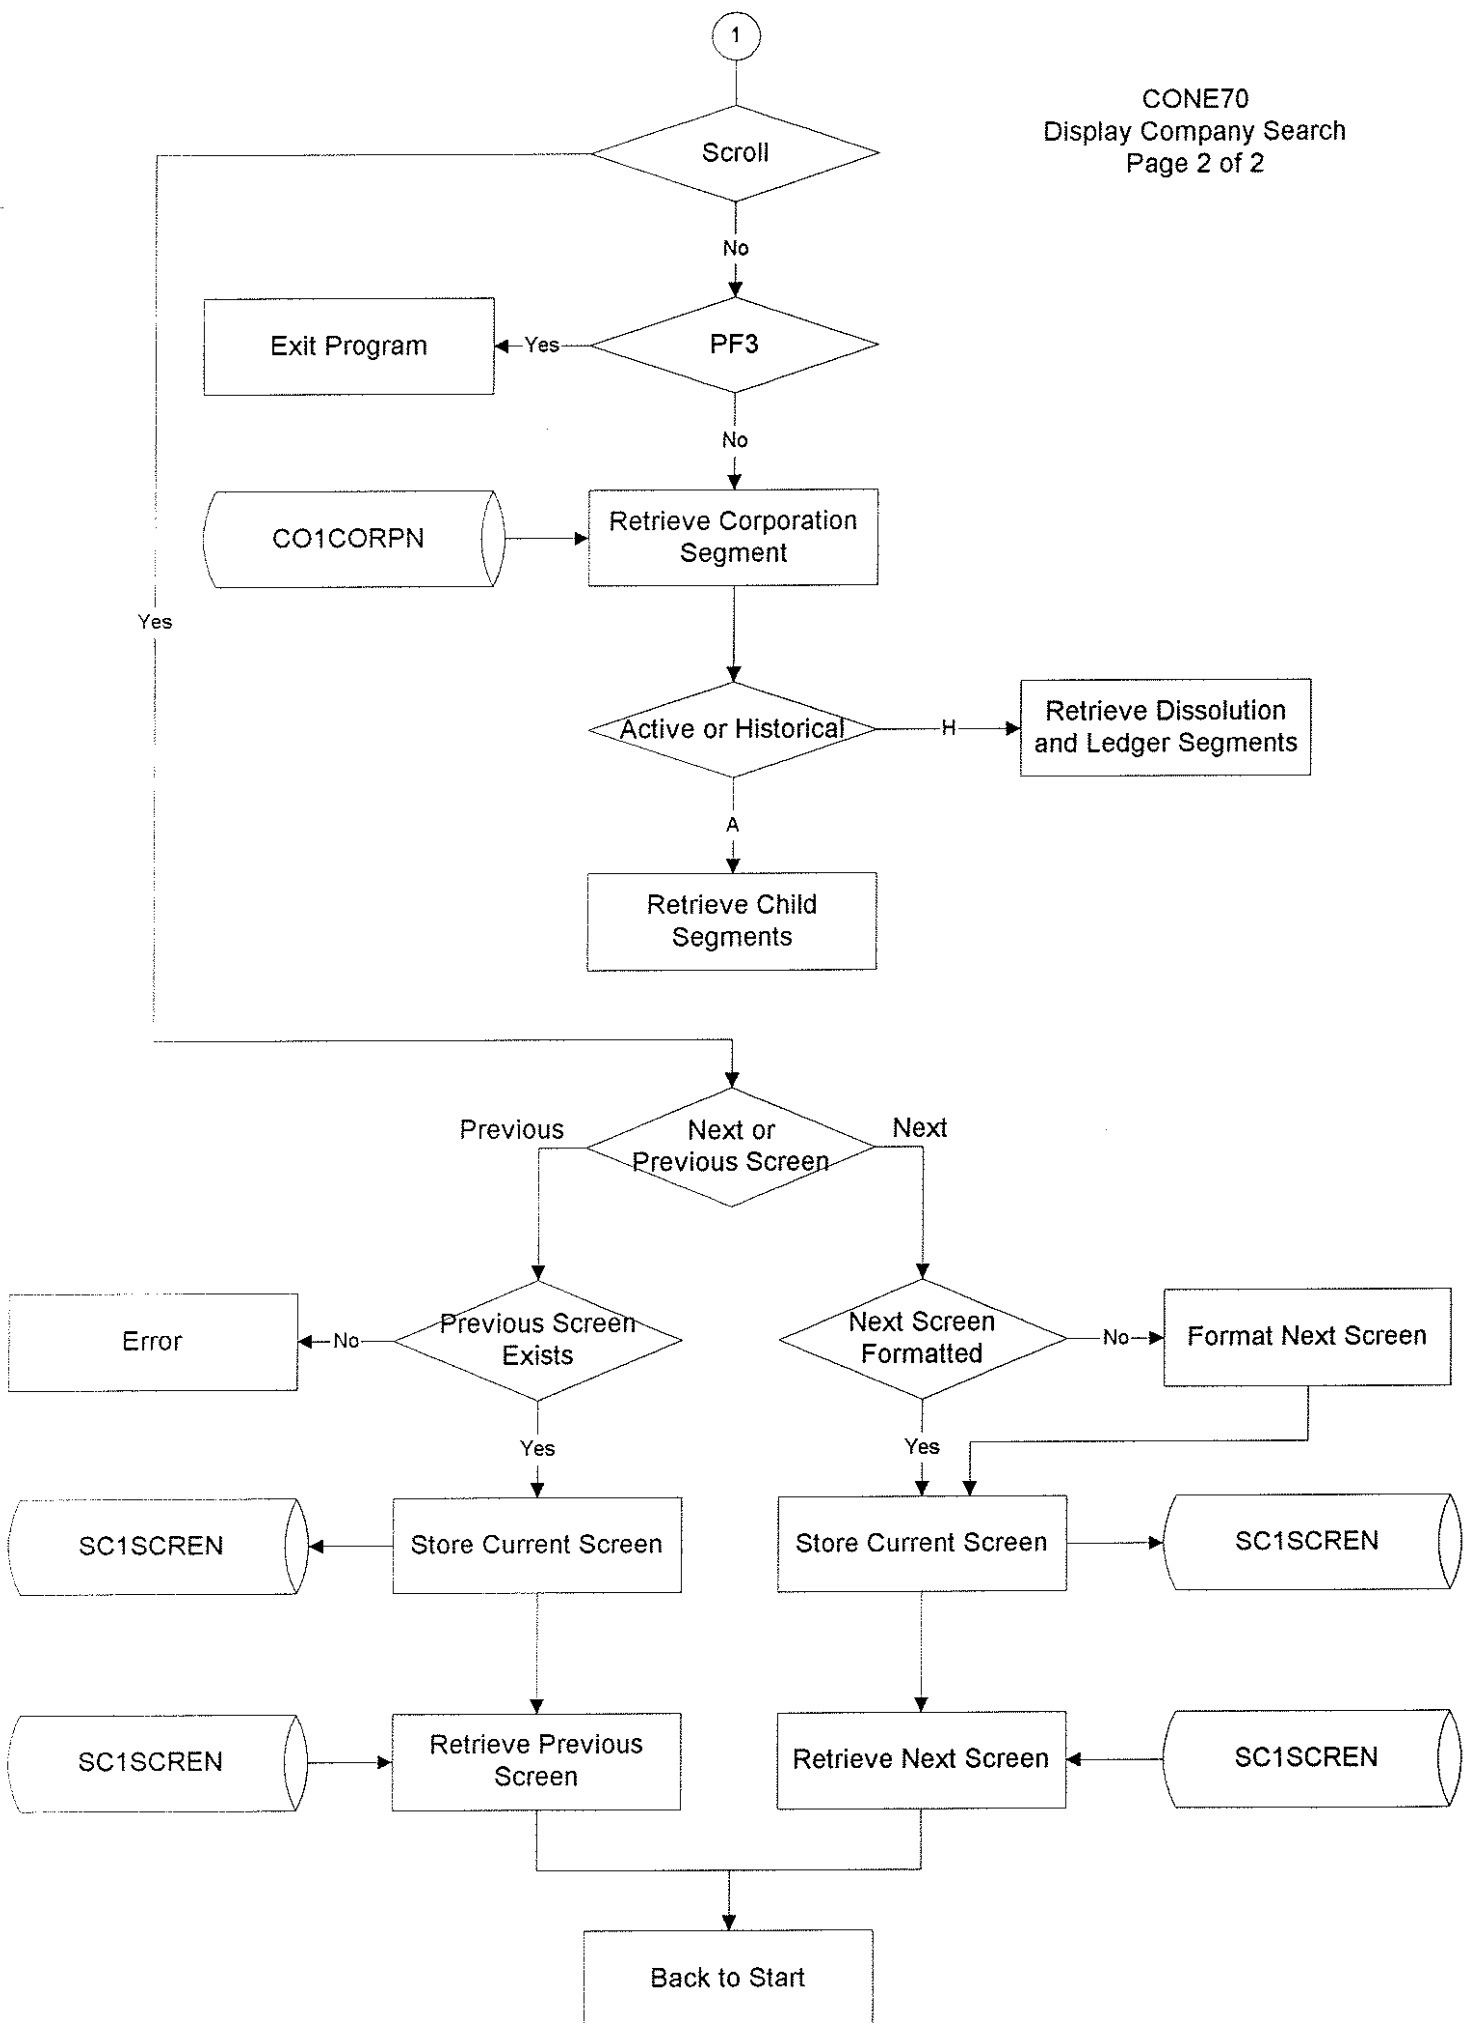 1
CONE70
Display Company Search
Page 2 of 2
Scroll
No
Exit Program
Yes
PF3
No
CO1CORPN
Retrieve Corporation
Segment
Yes
Active or Historical
H
Retrieve Dissolution
and Ledger Segments
A
Retrieve Child
Segments
Previous
Next or
Previous Screen
Next
Error
No
Previous Screen
Exists
Next Screen
Formatted
No
Format Next Screen
Yes
Yes
SC1SCREN
Store Current Screen
Store Current Screen
SC1SCREN
SC1SCREN
Retrieve Previous
Screen
Retrieve Next Screen
SC1SCREN
Back to Start